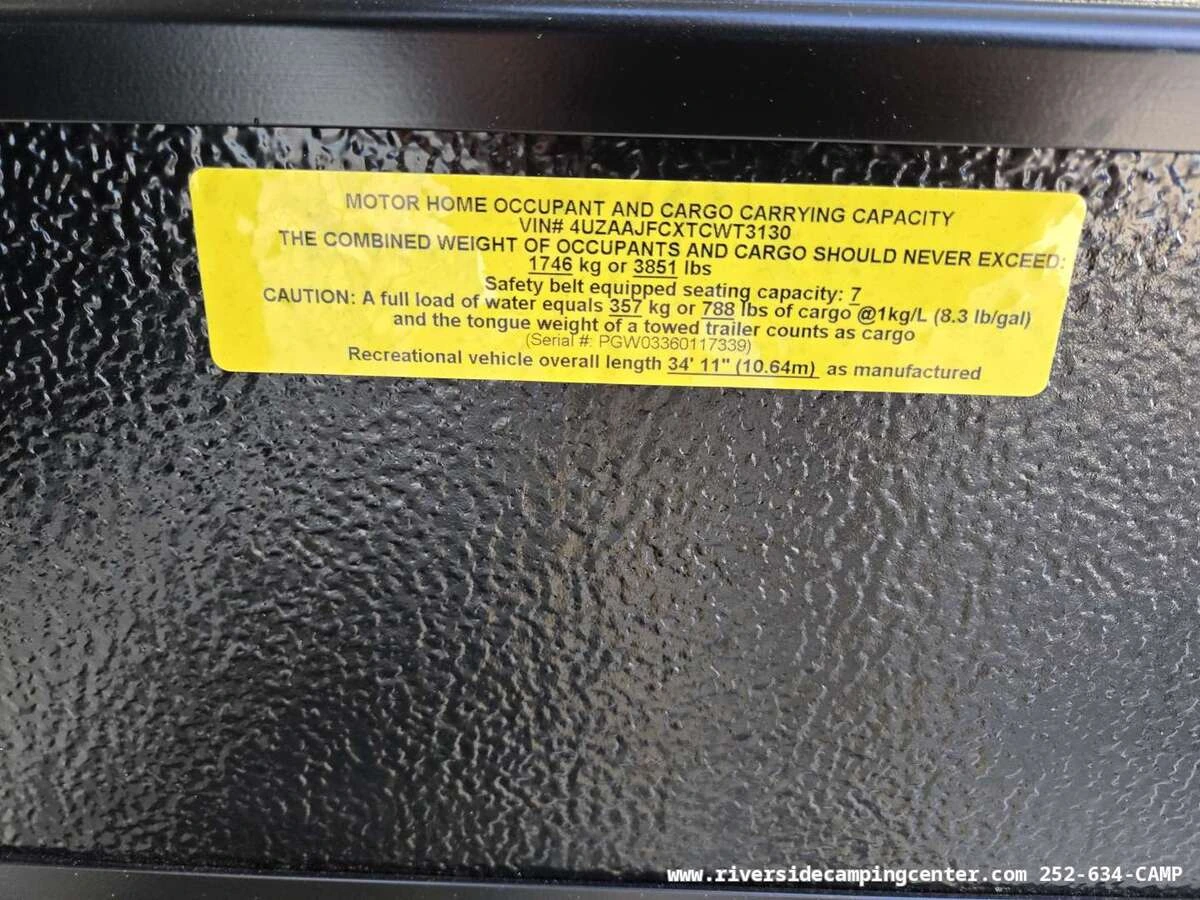 MOTOR HOME OCCUPANT AND CARGO CARRYING CAPACITY
VIN# 4UZAAJFCXTCWT3130
THE COMBINED WEIGHT OF OCCUPANTS AND CARGO SHOULD NEVER EXCEED:
1746 kg or 3851 lbs
Safety belt equipped seating capacity: 7
CAUTION: A full load of water equals 357 kg or 788 lbs of cargo @1kg/L (8.3 lb/gal)
and the tongue weight of a towed trailer counts as cargo
(Serial #: PGW03360117339)
Recreational vehicle overall length 34' 11" (10.64m) as manufactured
www.riversidecampingcenter.com 252-634-CAMP